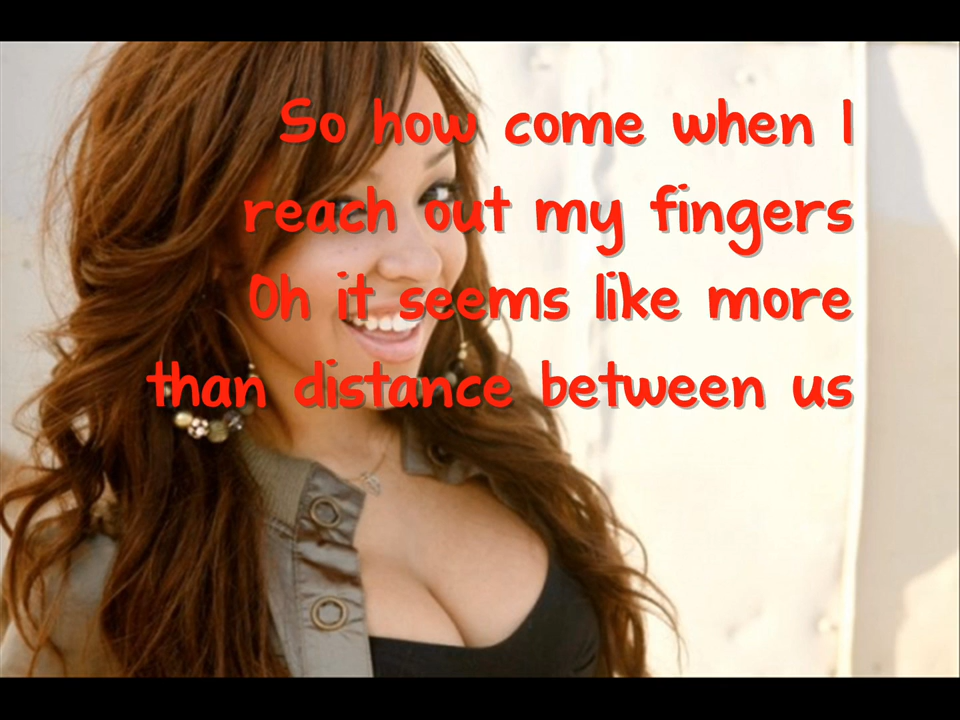 So how come when I
reach out my fingers
Oh it seems like more
than distance between us